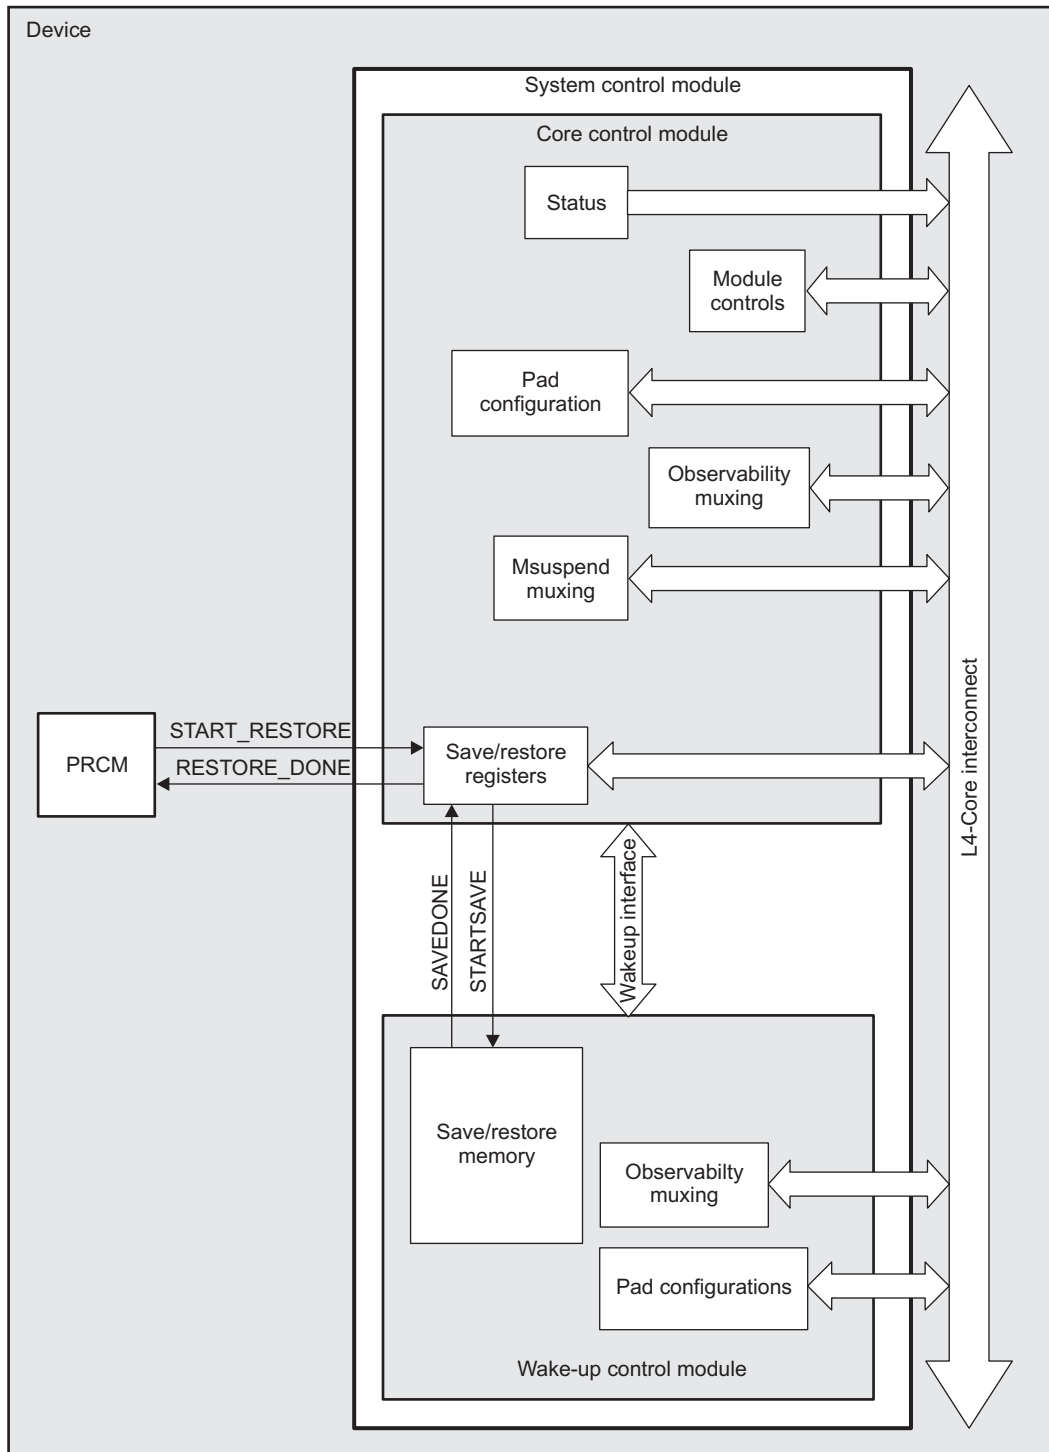 Device
System control module
Core control module
Status
Module
controls
Pad
configuration
Observability
muxing
Msuspend
muxing
L4-Core interconnect
PRCM
START_RESTORE
RESTORE_DONE
Save/restore
registers
SAVEDONE
STARTSAVE
Wakeup interface
Save/restore
memory
Observabilty
muxing
Pad configurations
Wake-up control module